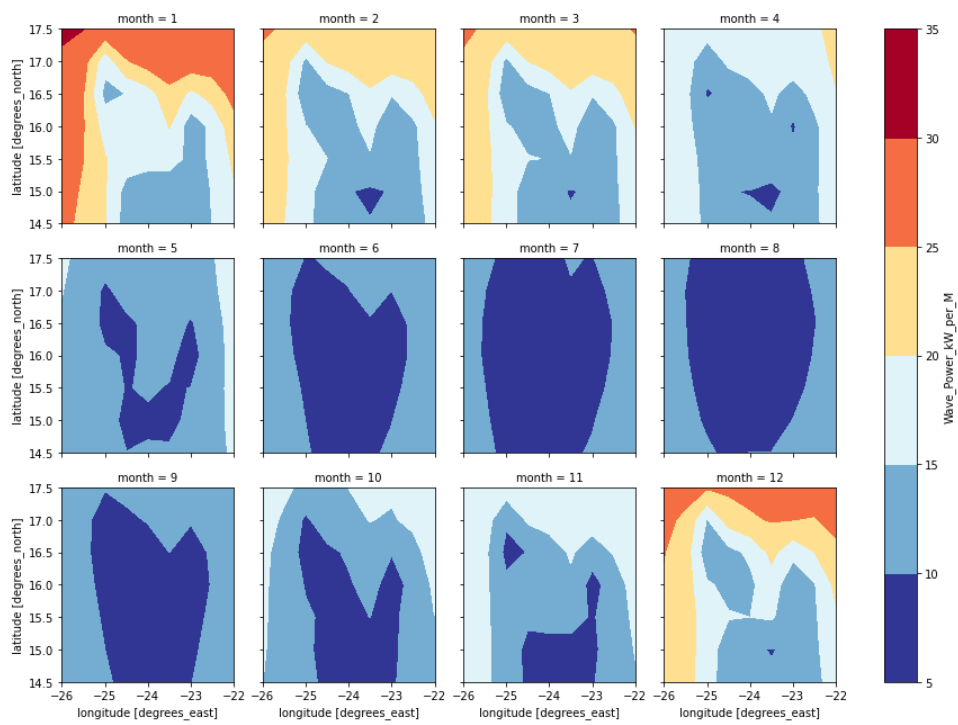 month = 1
month = 2
month = 3
month = 4
17.5
17.0
16.5
16.0
15.5
15.0
14.5
latitude [degrees_north]
month = 5
month = 6
month = 7
month = 8
17.5
17.0
16.5
16.0
15.5
15.0
14.5
latitude [degrees_north]
month = 9
month = 10
month = 11
month = 12
17.5
17.0
16.5
16.0
15.5
15.0
14.5
latitude [degrees_north]
−26 −25 −24 −23 −22
−26 −25 −24 −23 −22
−26 −25 −24 −23 −22
−26 −25 −24 −23 −22
longitude [degrees_east]
longitude [degrees_east]
longitude [degrees_east]
longitude [degrees_east]
35
30
25
20
15
10
5
Wave_Power_kW_per_M